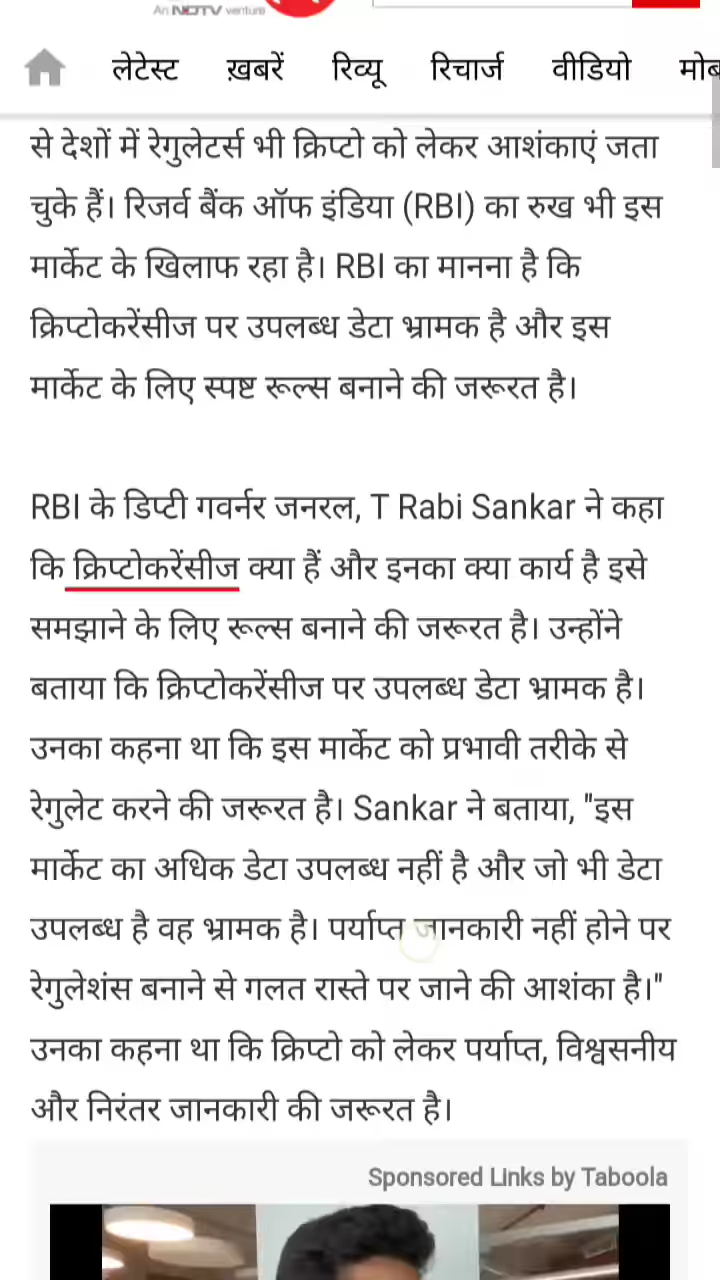 An NDTV venture
लेटेस्ट ख़बरें रिव्यू रिचार्ज वीडियो मोब
से देशों में रेगुलेटर्स भी क्रिप्टो को लेकर आशंकाएं जता
चुके हैं। रिजर्व बैंक ऑफ इंडिया (RBI) का रुख भी इस
मार्केट के खिलाफ रहा है। RBI का मानना है कि
क्रिप्टोकरेंसीज पर उपलब्ध डेटा भ्रामक है और इस
मार्केट के लिए स्पष्ट रूल्स बनाने की जरूरत है।
RBI के डिप्टी गवर्नर जनरल, T Rabi Sankar ने कहा
कि क्रिप्टोकरेंसीज क्या हैं और इनका क्या कार्य है इसे
समझाने के लिए रूल्स बनाने की जरूरत है। उन्होंने
बताया कि क्रिप्टोकरेंसीज पर उपलब्ध डेटा भ्रामक है।
उनका कहना था कि इस मार्केट को प्रभावी तरीके से
रेगुलेट करने की जरूरत है। Sankar ने बताया, "इस
मार्केट का अधिक डेटा उपलब्ध नहीं है और जो भी डेटा
उपलब्ध है वह भ्रामक है। पर्याप्त जानकारी नहीं होने पर
रेगुलेशंस बनाने से गलत रास्ते पर जाने की आशंका है।"
उनका कहना था कि क्रिप्टो को लेकर पर्याप्त, विश्वसनीय
और निरंतर जानकारी की जरूरत है।
Sponsored Links by Taboola